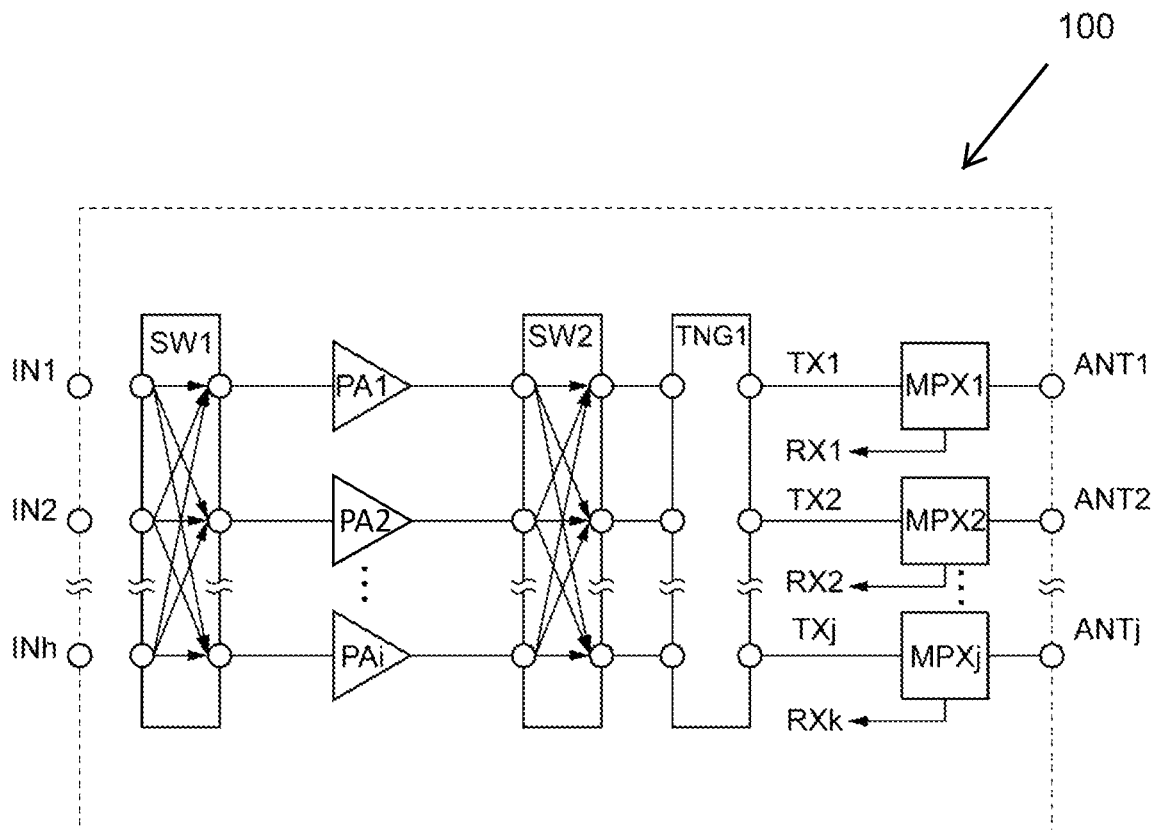 100
SW1
SW2
TNG1
IN1
PA1
TX1
MPX1
ANT1
RX1
IN2
PA2
TX2
MPX2
ANT2
RX2
INh
PAi
TXj
MPXj
ANTj
RXk